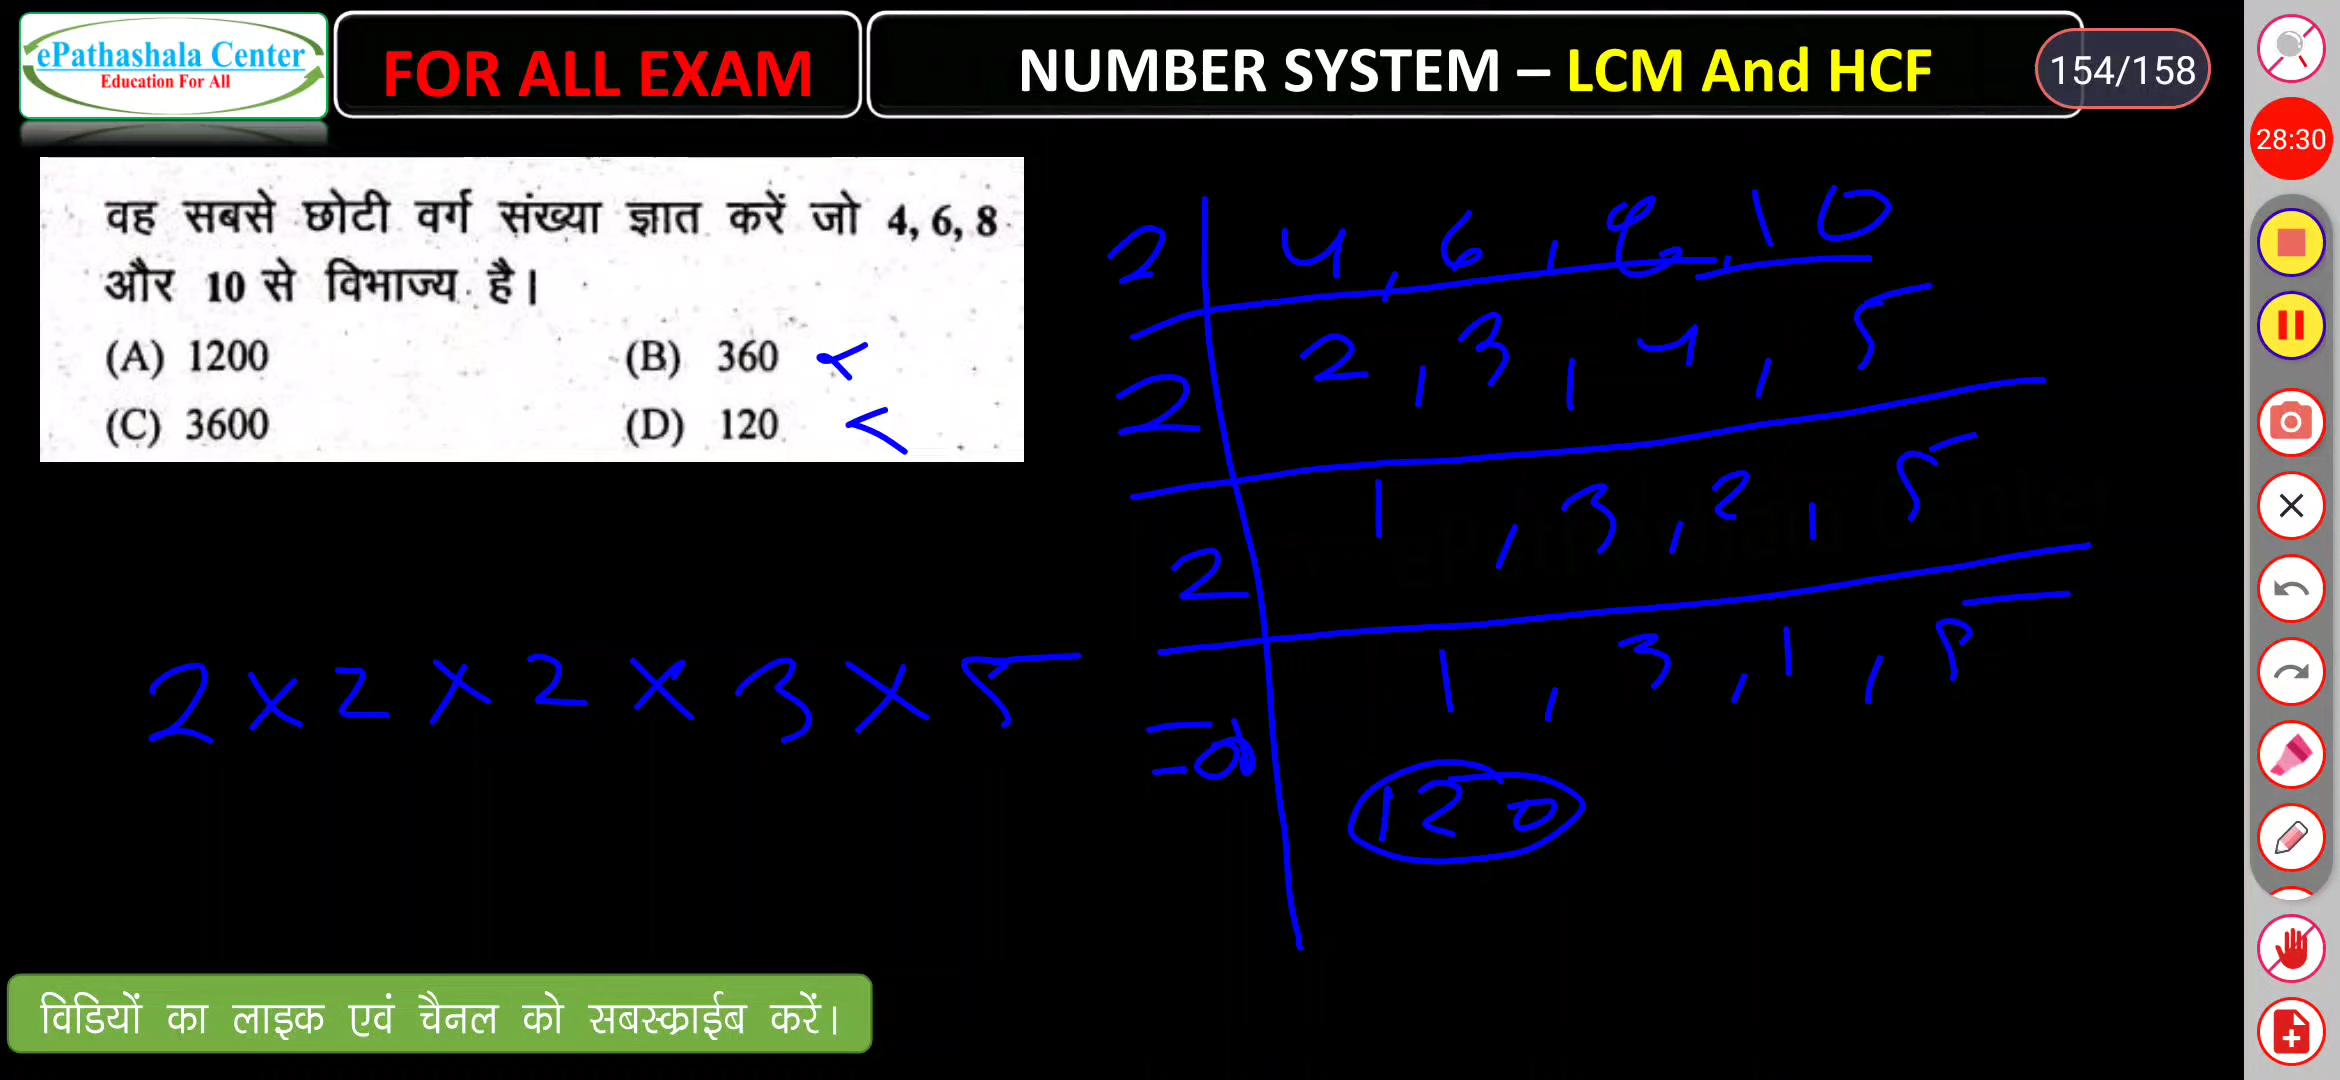 ePathashala Center
Education For All
FOR ALL EXAM
NUMBER SYSTEM – LCM And HCF
154/158
28:30
वह सबसे छोटी वर्ग संख्या ज्ञात करें जो 4, 6, 8
और 10 से विभाज्य है।
(A) 1200 (B) 360
(C) 3600 (D) 120
2 4, 6, 8, 10
2 2, 3, 4, 5
2 1, 3, 2, 5
1, 3, 1, 5
2 × 2 × 2 × 3 × 5
=
120
विडियों का लाइक एवं चैनल को सबस्क्राईब करें।